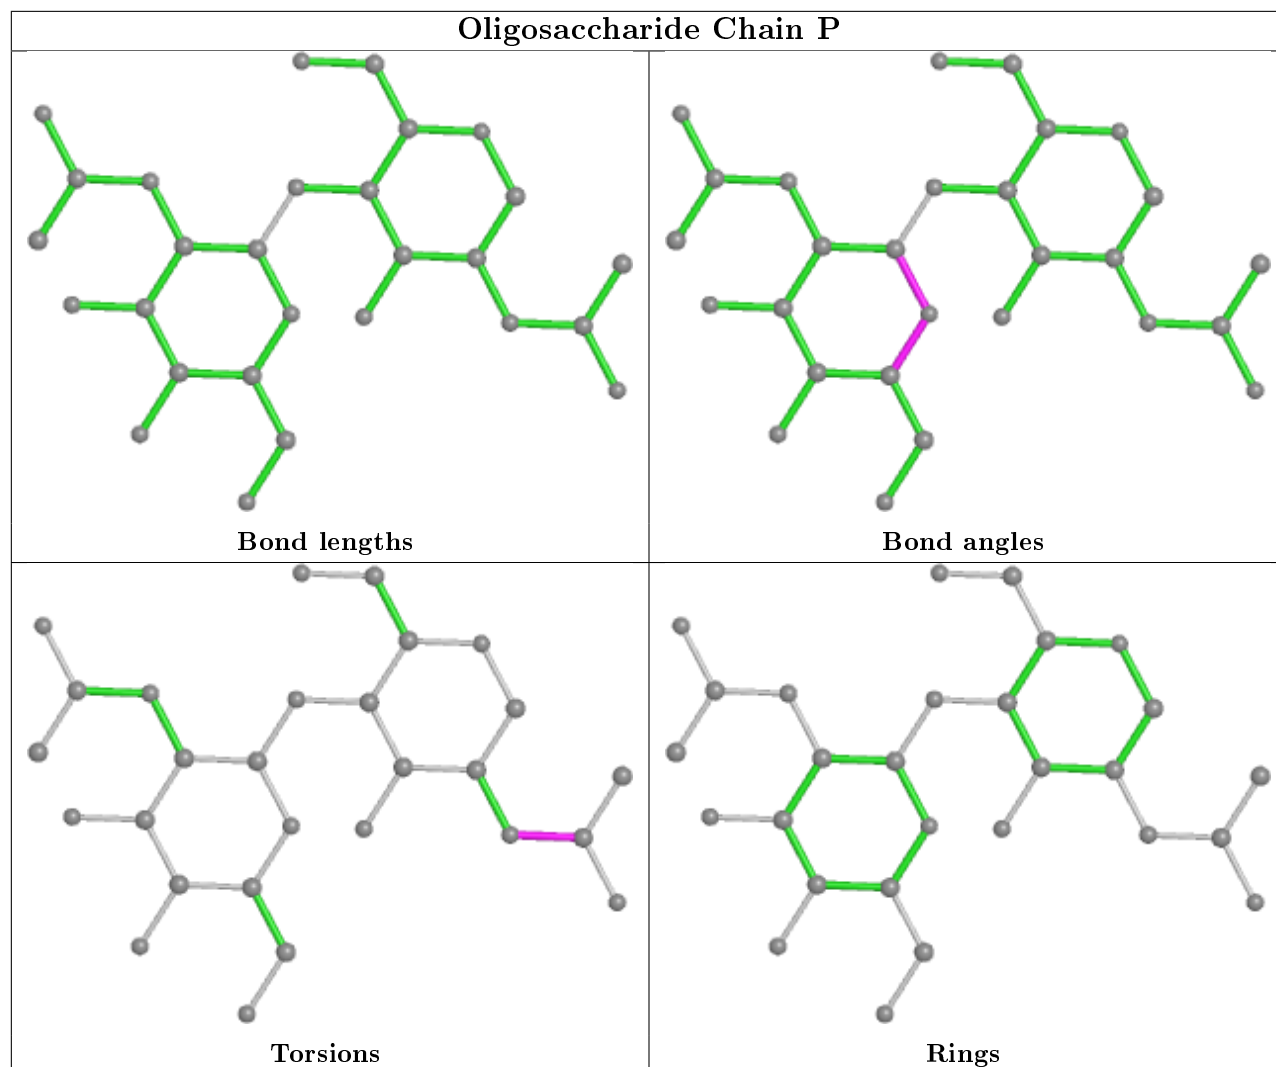 Oligosaccharide Chain P
Bond lengths
Bond angles
Torsions
Rings